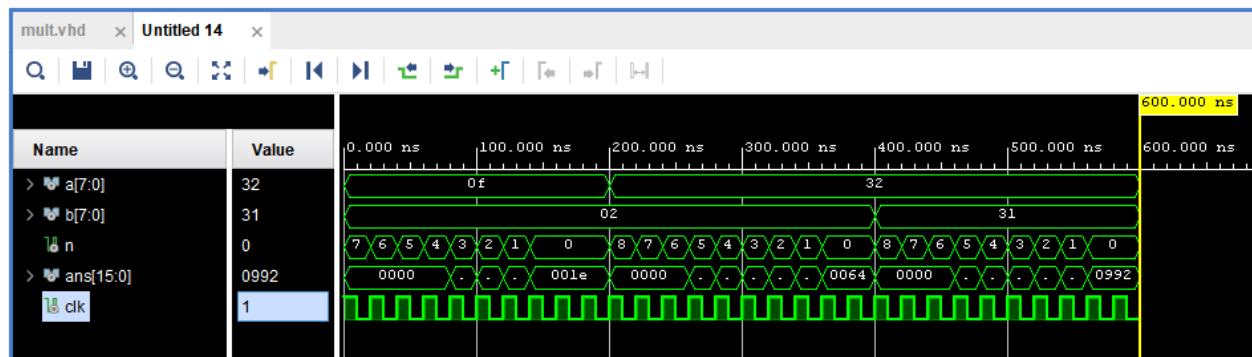 mult.vhd × Untitled 14 ×
600.000 ns
Name Value 0.000 ns 100.000 ns 200.000 ns 300.000 ns 400.000 ns 500.000 ns 600.000 ns
a[7:0] 32 0f 32
b[7:0] 31 02 31
n 0 7 6 5 4 3 2 1 0 8 7 6 5 4 3 2 1 0 8 7 6 5 4 3 2 1 0
ans[15:0] 0992 0000 . . . . 001e 0000 . . . . . . 0064 0000 . . . . . . 0992
clk 1